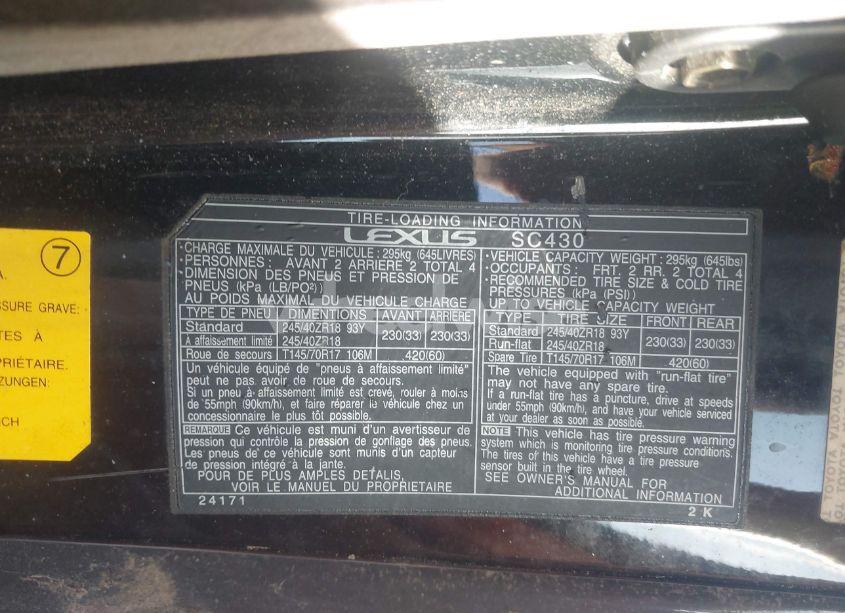 TIRE-LOADING INFORMATION
LEXUS SC430
•CHARGE MAXIMALE DU VEHICULE : 295kg (645LIVRES)
•PERSONNES: AVANT 2 ARRIERE 2 TOTAL 4
•DIMENSION DES PNEUS ET PRESSION DE
PNEUS (kPa (LB/PO²))
AU POIDS MAXIMAL DU VEHICULE CHARGE
TYPE DE PNEU DIMENTIONS AVANT ARRIÈRE
Standard 245/40ZR18 93Y 230(33) 230(33)
À affaissement limité 245/40ZR18
Roue de secours T145/70R17 106M 420(60)
Un véhicule équipé de "pneus à affaissement limité"
peut ne pas avoir de roue de secours.
Si un pneu à affaissement limité est crevé, rouler à moins
de 55mph (90km/h), et faire réparer le véhicule chez un
concessionnaire le plus tôt possible.
REMARQUE Ce véhicule est muni d'un avertisseur de
pression qui contrôle la pression de gonflage des pneus.
Les pneus de ce véhicule sont munis d'un capteur
de pression intégré à la jante.
POUR DE PLUS AMPLES DETALIS,
VOIR LE MANUEL DU PROPRIETAIRE
24171
•VEHICLE CAPACITY WEIGHT : 295kg (645lbs)
•OCCUPANTS: FRT. 2 RR. 2 TOTAL 4
•RECOMMENDED TIRE SIZE & COLD TIRE
PRESSURES (kPa (PSI))
UP TO VEHICLE CAPACITY WEIGHT
TYPE TIRE SIZE FRONT REAR
Standard 245/40ZR18 93Y 230(33) 230(33)
Run-flat 245/40ZR18
Spare Tire T145/70R17 106M 420(60)
The vehicle equipped with "run-flat tire"
may not have any spare tire.
If a run-flat tire has a puncture, drive at speeds
under 55mph (90km/h), and have your vehicle serviced
at your dealer as soon as possible.
NOTE This vehicle has tire pressure warning
system which is monitoring tire pressure conditions.
The tires of this vehicle have a tire pressure
sensor built in the tire wheel.
SEE OWNER'S MANUAL FOR
ADDITIONAL INFORMATION
2 K
7
A.
SSURE GRAVE:
TES À
PRIÉTAIRE.
ZUNGEN:
CH
TOYOTA